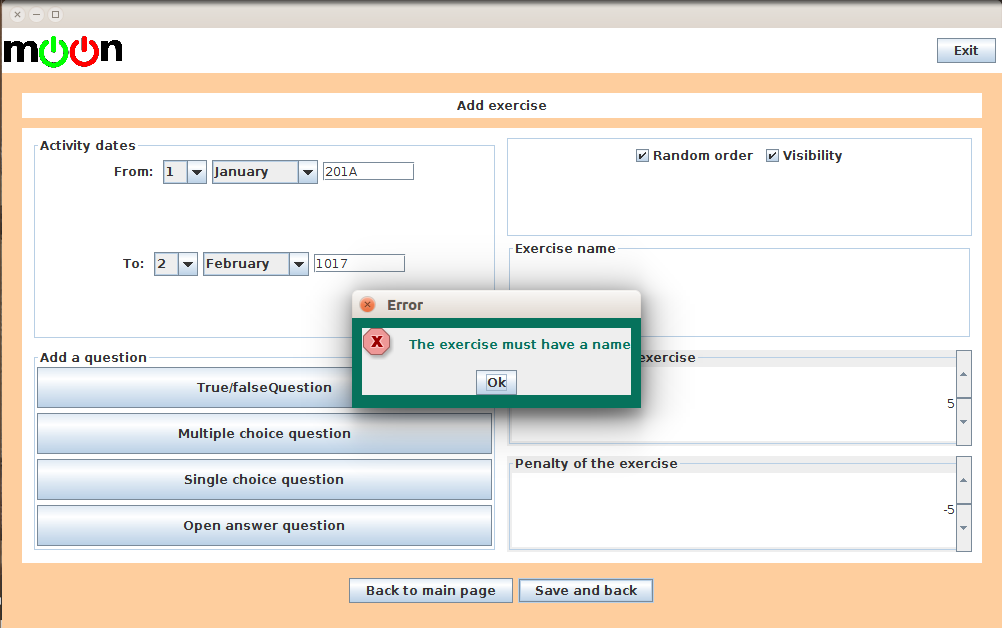 moon
Exit
Add exercise
Activity dates
From: 1 January 201A
To: 2 February 1017
Random order Visibility
Exercise name
Error
X
The exercise must have a name
Ok
Add a question
True/falseQuestion
Multiple choice question
Single choice question
Open answer question
exercise
5
Penalty of the exercise
-5
Back to main page
Save and back